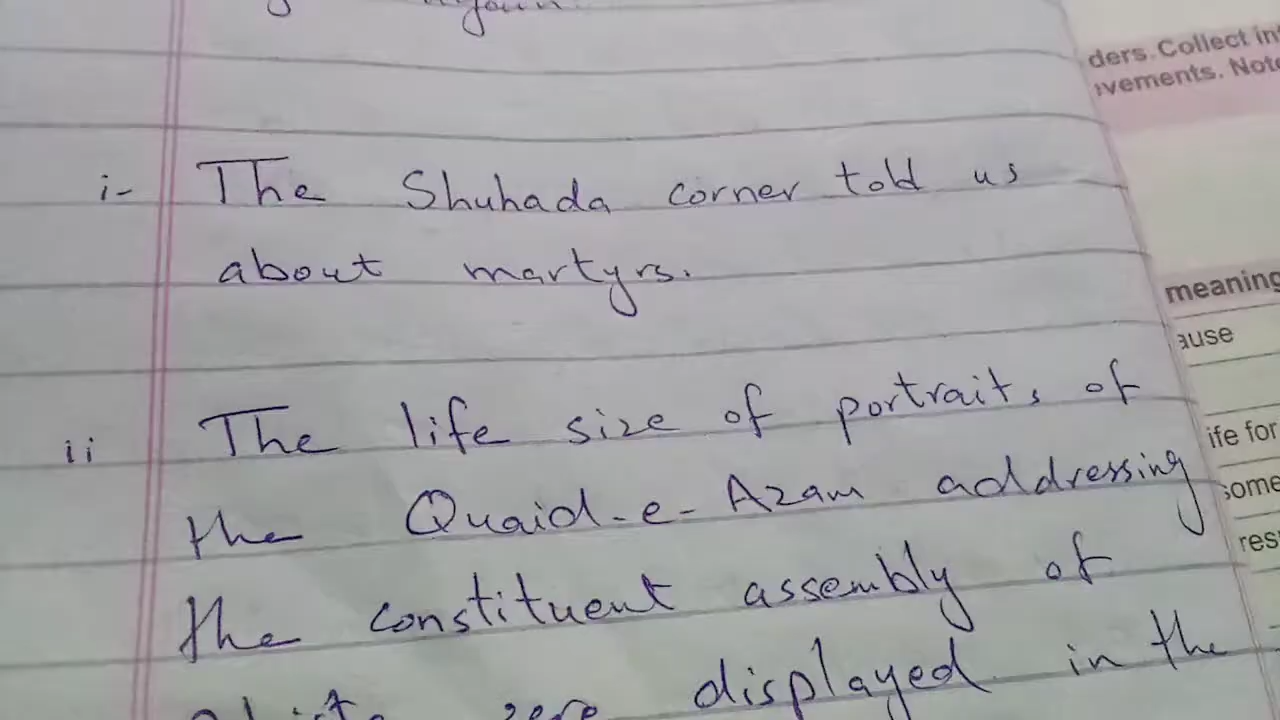 i- The Shuhada corner told us
about martyrs.
ii The life size of portraits of
the Quaid-e-Azam addressing
the constituent assembly of
displayed in the
ders. Collect in
vements. Not
meaning
ause
ife for
some
res